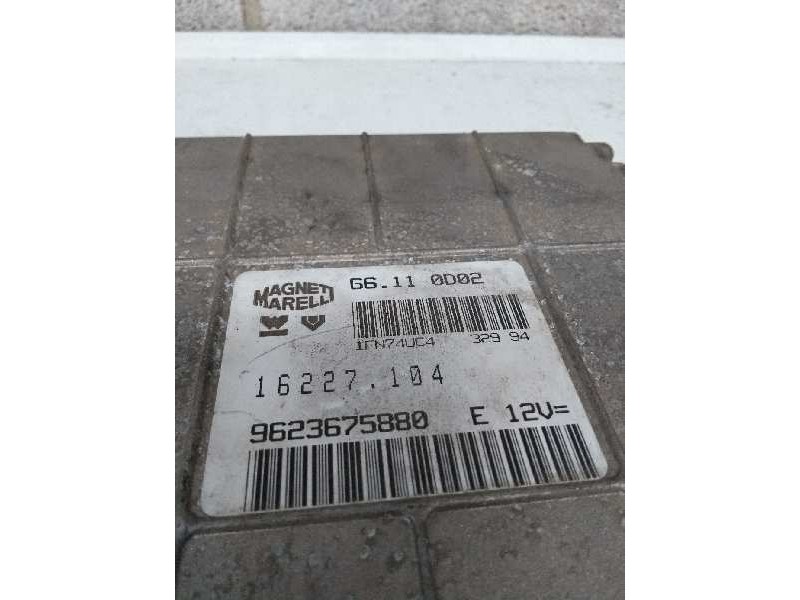 MAGNETI
MARELLI
G6.11 0D02
1FN74UC4 329 94
16227.104
9623675880 E 12V=